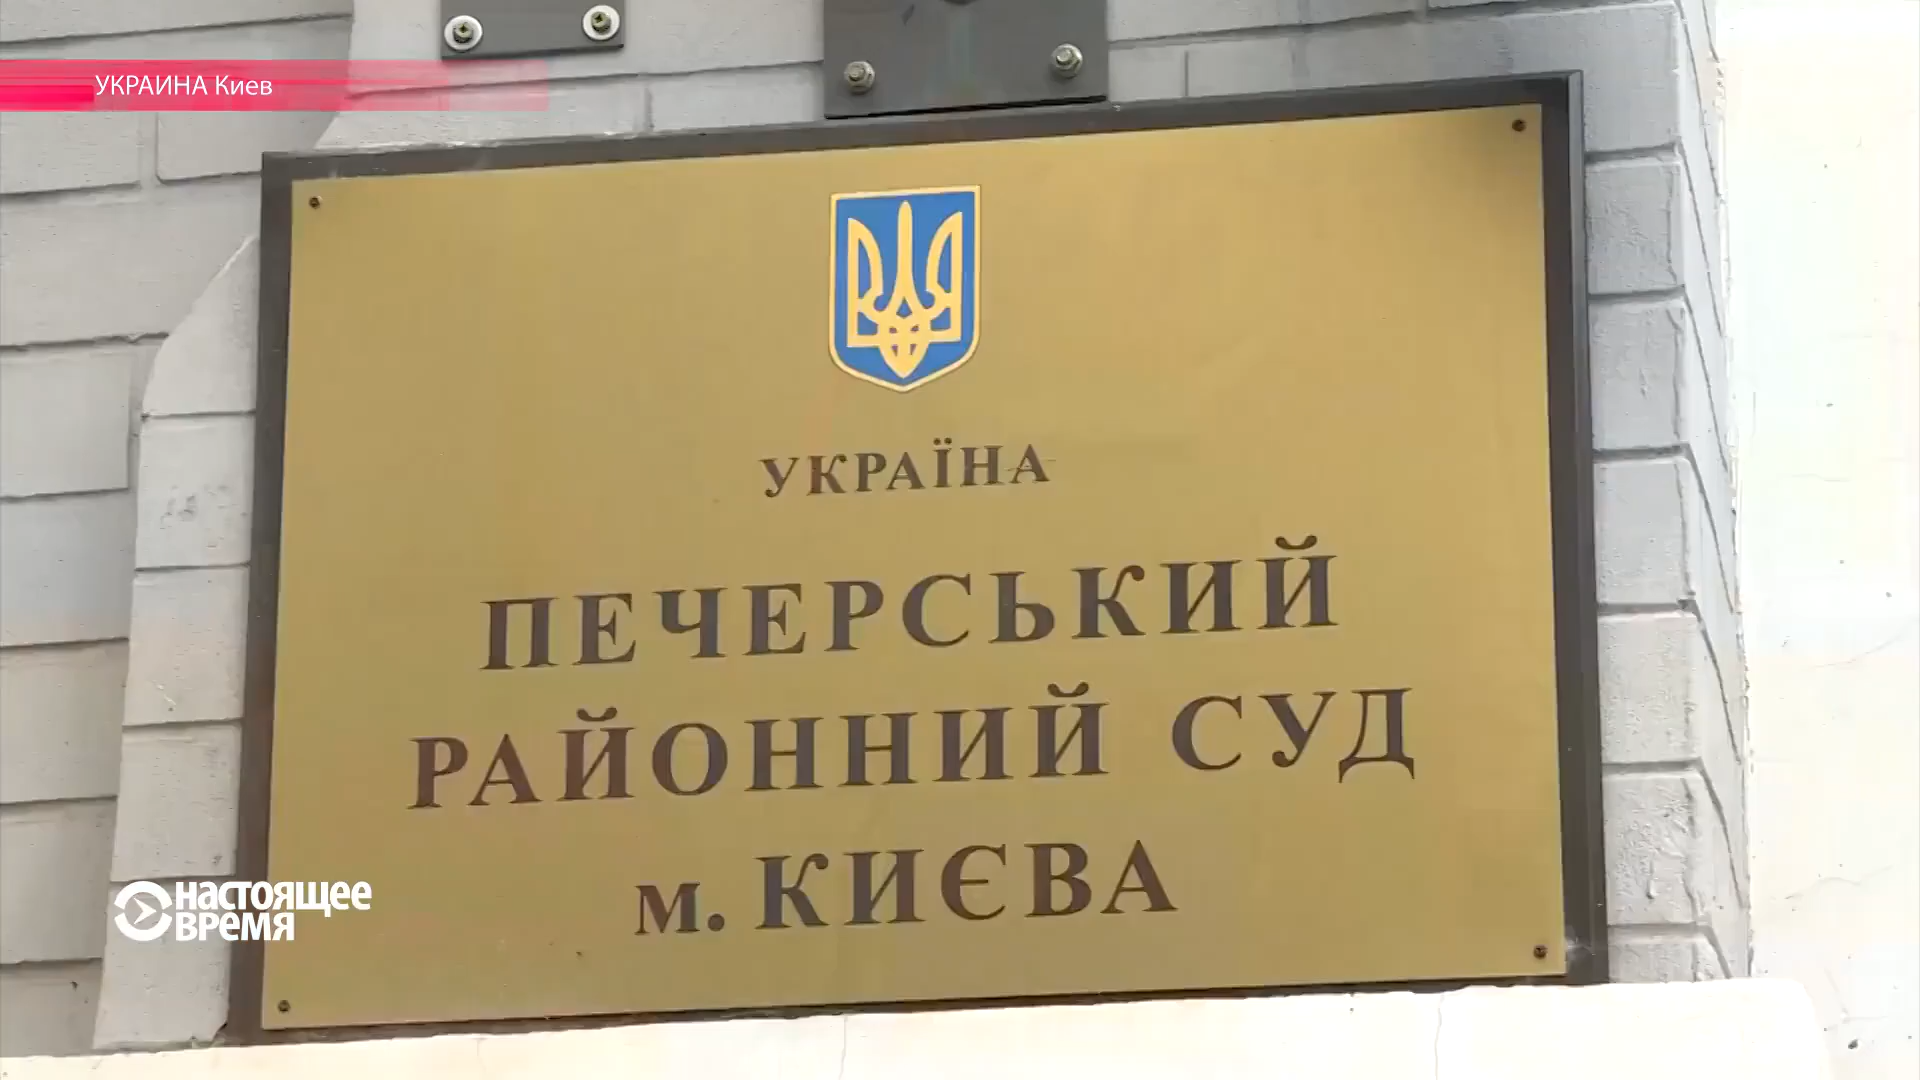 УКРАИНА Киев
УКРАЇНА
ПЕЧЕРСЬКИЙ
РАЙОННИЙ СУД
м. КИЄВА
НАСТОЯЩЕЕ
ВРЕМЯ